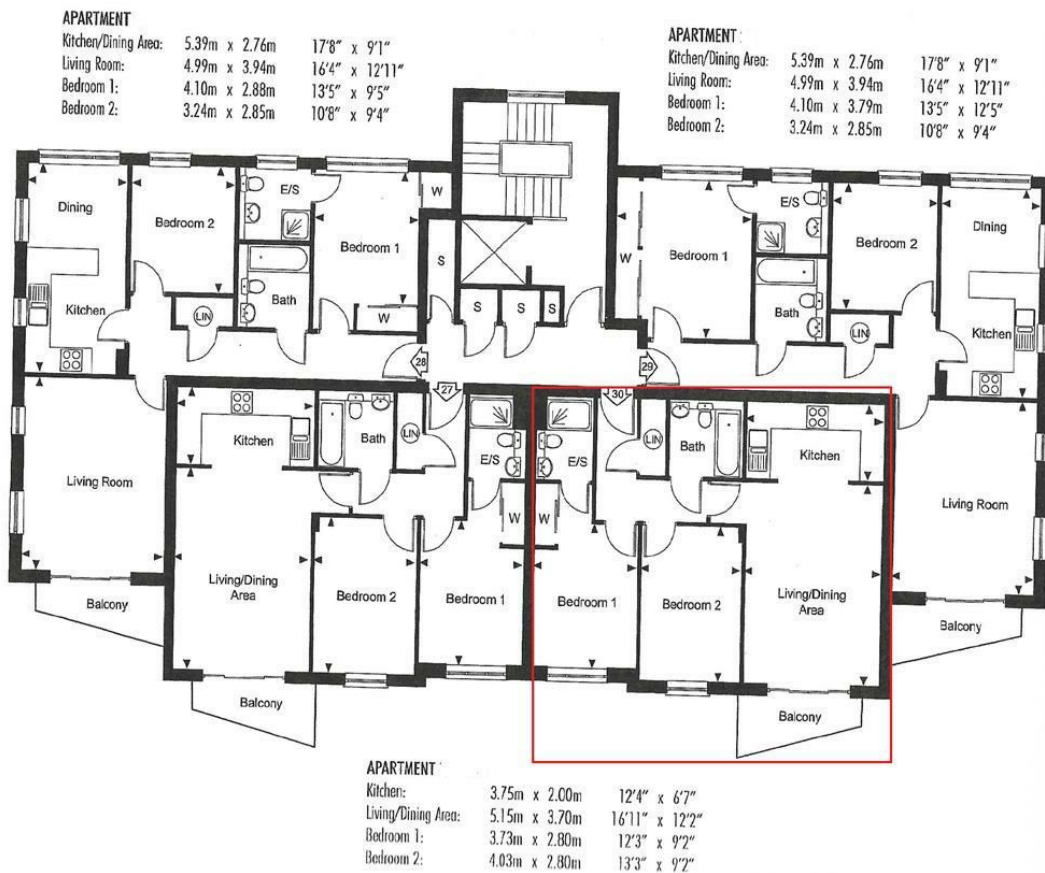 APARTMENT
Kitchen/Dining Area: 5.39m x 2.76m 17'8" x 9'1"
Living Room: 4.99m x 3.94m 16'4" x 12'11"
Bedroom 1: 4.10m x 2.88m 13'5" x 9'5"
Bedroom 2: 3.24m x 2.85m 10'8" x 9'4"
APARTMENT
Kitchen/Dining Area: 5.39m x 2.76m 17'8" x 9'1"
Living Room: 4.99m x 3.94m 16'4" x 12'11"
Bedroom 1: 4.10m x 3.79m 13'5" x 12'5"
Bedroom 2: 3.24m x 2.85m 10'8" x 9'4"
Dining
Bedroom 2
E/S
W
Bedroom 1
S
Bath
Kitchen
LIN
W
S
S
S
W
Bedroom 1
E/S
Bedroom 2
Dining
Bath
LIN
Kitchen
28
29
27
30
Kitchen
Bath
LIN
E/S
E/S
LIN
Bath
Kitchen
Living Room
W
W
Living Room
Living/Dining
Area
Bedroom 2
Bedroom 1
Bedroom 1
Bedroom 2
Living/Dining
Area
Balcony
Balcony
Balcony
Balcony
APARTMENT
Kitchen: 3.75m x 2.00m 12'4" x 6'7"
Living/Dining Area: 5.15m x 3.70m 16'11" x 12'2"
Bedroom 1: 3.73m x 2.80m 12'3" x 9'2"
Bedroom 2: 4.03m x 2.80m 13'3" x 9'2"